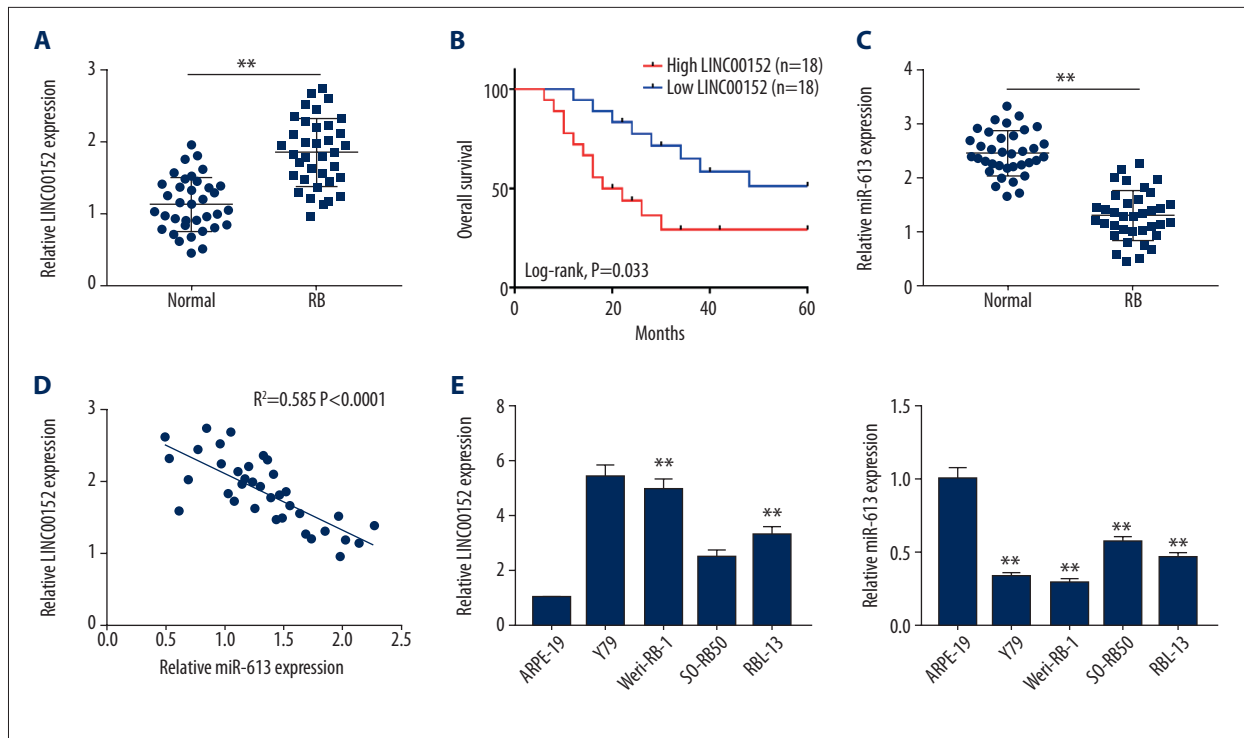 A
Relative LINC00152 expression
3
2
1
0
**
Normal
RB
B
Overall survival
100
50
0
High LINC00152 (n=18)
Low LINC00152 (n=18)
Log-rank, P=0.033
0
20
40
60
Months
C
Relative miR-613 expression
4
3
2
1
0
**
Normal
RB
D
R²=0.585 P<0.0001
Relative LINC00152 expression
3
2
1
0
0.0
0.5
1.0
1.5
2.0
2.5
Relative miR-613 expression
E
Relative LINC00152 expression
8
6
4
2
0
**
**
ARPE-19
Y79
Weri-RB-1
SO-RB50
RBL-13
Relative miR-613 expression
1.5
1.0
0.5
0.0
**
**
**
**
ARPE-19
Y79
Weri-RB-1
SO-RB50
RBL-13